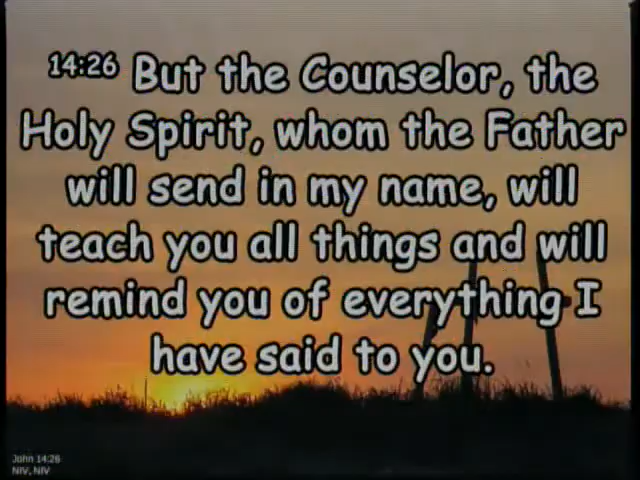 14:26 But the Counselor, the
Holy Spirit, whom the Father
will send in my name, will
teach you all things and will
remind you of everything I
have said to you.
John 14:26
NIV, NIV